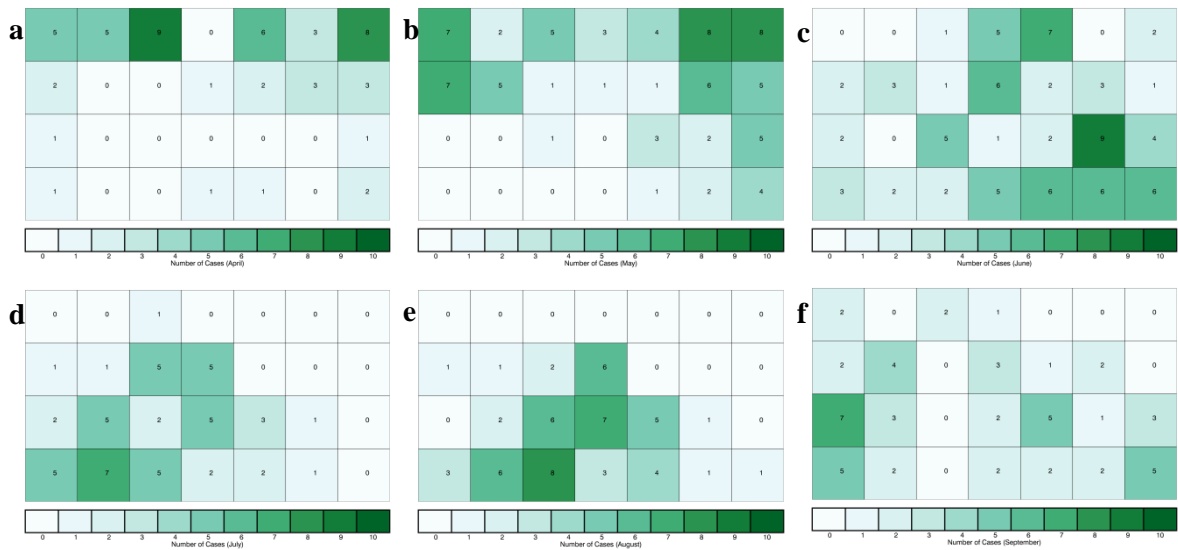 a
5 5 9 0 6 3 8
2 0 0 1 2 3 3
1 0 0 0 0 0 1
1 0 0 1 1 0 2
0 1 2 3 4 5 6 7 8 9 10
Number of Cases (April)
b
7 2 5 3 4 8 8
7 5 1 1 1 6 5
0 0 1 0 3 2 5
0 0 0 0 1 2 4
0 1 2 3 4 5 6 7 8 9 10
Number of Cases (May)
c
0 0 1 5 7 0 2
2 3 1 6 2 3 1
2 0 5 1 2 9 4
3 2 2 5 6 6 6
0 1 2 3 4 5 6 7 8 9 10
Number of Cases (June)
d
0 0 1 0 0 0 0
1 1 5 5 0 0 0
2 5 2 5 3 1 0
5 7 5 2 2 1 0
0 1 2 3 4 5 6 7 8 9 10
Number of Cases (July)
e
0 0 0 0 0 0 0
1 1 2 6 0 0 0
0 2 6 7 5 1 0
3 6 8 3 4 1 1
0 1 2 3 4 5 6 7 8 9 10
Number of Cases (August)
f
2 0 2 1 0 0 0
2 4 0 3 1 2 0
7 3 0 2 5 1 3
5 2 0 2 2 2 5
0 1 2 3 4 5 6 7 8 9 10
Number of Cases (September)